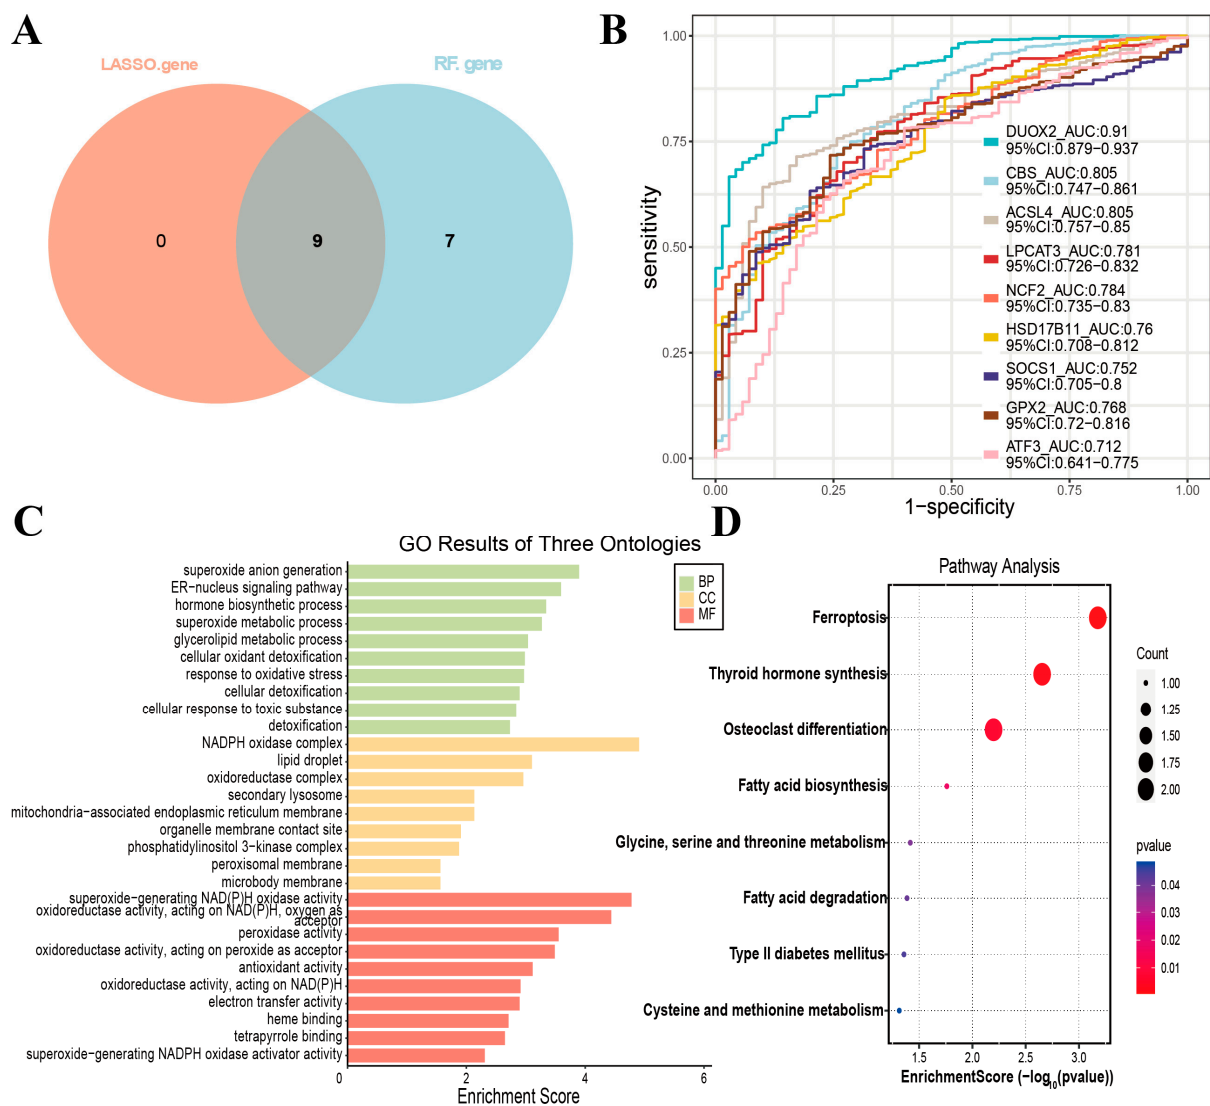 A
LASSO.gene
RF. gene
0
9
7
B
sensitivity
1.00
0.75
0.50
0.25
0.00
DUOX2_AUC:0.91
95%CI:0.879−0.937
CBS_AUC:0.805
95%CI:0.747−0.861
ACSL4_AUC:0.805
95%CI:0.757−0.85
LPCAT3_AUC:0.781
95%CI:0.726−0.832
NCF2_AUC:0.784
95%CI:0.735−0.83
HSD17B11_AUC:0.76
95%CI:0.708−0.812
SOCS1_AUC:0.752
95%CI:0.705−0.8
GPX2_AUC:0.768
95%CI:0.72−0.816
ATF3_AUC:0.712
95%CI:0.641−0.775
0.00 0.25 0.50 0.75 1.00
1−specificity
C
GO Results of Three Ontologies
BP
CC
MF
superoxide anion generation
ER−nucleus signaling pathway
hormone biosynthetic process
superoxide metabolic process
glycerolipid metabolic process
cellular oxidant detoxification
response to oxidative stress
cellular detoxification
cellular response to toxic substance
detoxification
NADPH oxidase complex
lipid droplet
oxidoreductase complex
secondary lysosome
mitochondria−associated endoplasmic reticulum membrane
organelle membrane contact site
phosphatidylinositol 3−kinase complex
peroxisomal membrane
microbody membrane
superoxide−generating NAD(P)H oxidase activity
oxidoreductase activity, acting on NAD(P)H, oxygen as
acceptor
peroxidase activity
oxidoreductase activity, acting on peroxide as acceptor
antioxidant activity
oxidoreductase activity, acting on NAD(P)H
electron transfer activity
heme binding
tetrapyrrole binding
superoxide−generating NADPH oxidase activator activity
0 2 4 6
Enrichment Score
D
Pathway Analysis
Ferroptosis
Thyroid hormone synthesis
Osteoclast differentiation
Fatty acid biosynthesis
Glycine, serine and threonine metabolism
Fatty acid degradation
Type II diabetes mellitus
Cysteine and methionine metabolism
1.5 2.0 2.5 3.0
EnrichmentScore (−log10(pvalue))
Count
1.00
1.25
1.50
1.75
2.00
pvalue
0.04
0.03
0.02
0.01